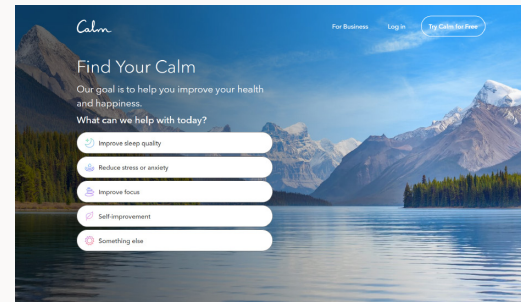 Calm
For Business
Log in
Try Calm for Free
Find Your Calm
Our goal is to help you improve your health
and happiness.
What can we help with today?
Improve sleep quality
Reduce stress or anxiety
Improve focus
Self-improvement
Something else